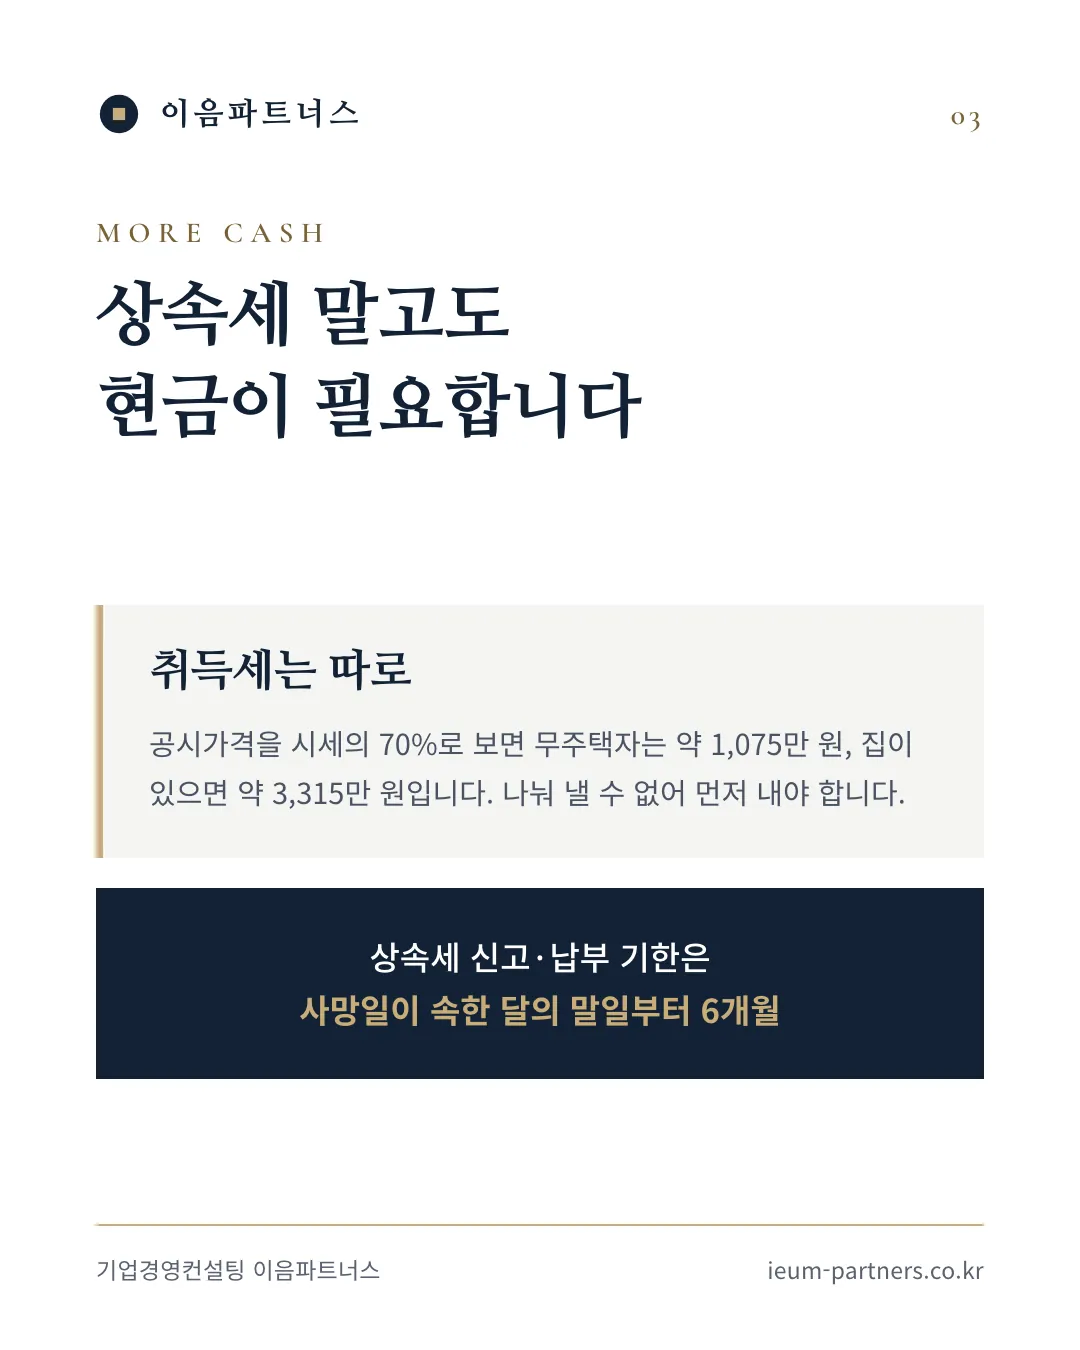 이음파트너스
03
MORE CASH
상속세 말고도
현금이 필요합니다
취득세는 따로
공시가격을 시세의 70%로 보면 무주택자는 약 1,075만 원, 집이
있으면 약 3,315만 원입니다. 나눠 낼 수 없어 먼저 내야 합니다.
상속세 신고·납부 기한은
사망일이 속한 달의 말일부터 6개월
기업경영컨설팅 이음파트너스
ieum-partners.co.kr